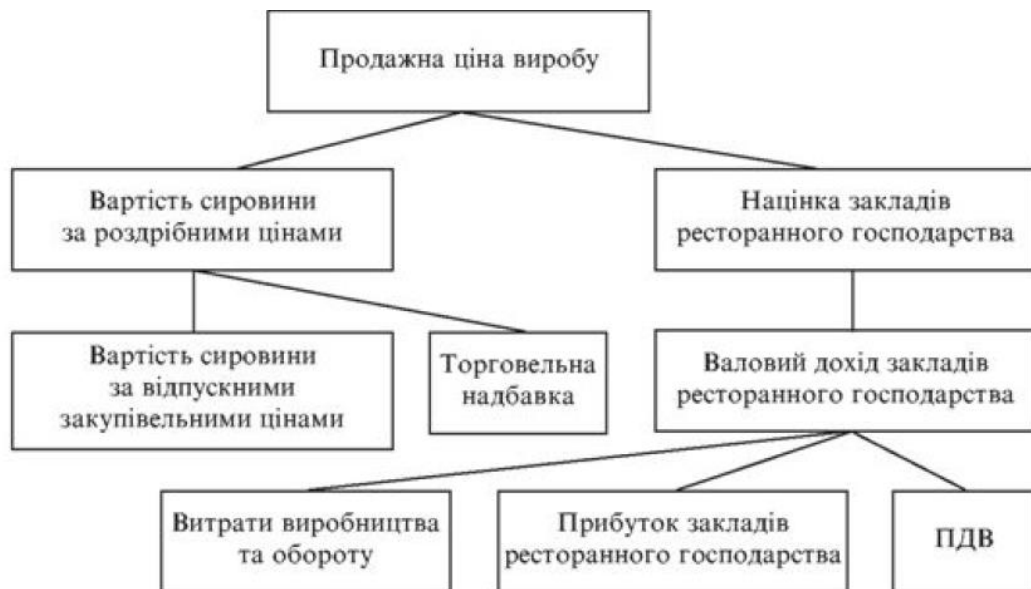 Продажна ціна виробу
Вартість сировини
за роздрібними цінами
Націнка закладів
ресторанного господарства
Вартість сировини
за відпускними
закупівельними цінами
Торговельна
надбавка
Валовий дохід закладів
ресторанного господарства
Витрати виробництва
та обороту
Прибуток закладів
ресторанного господарства
ПДВ